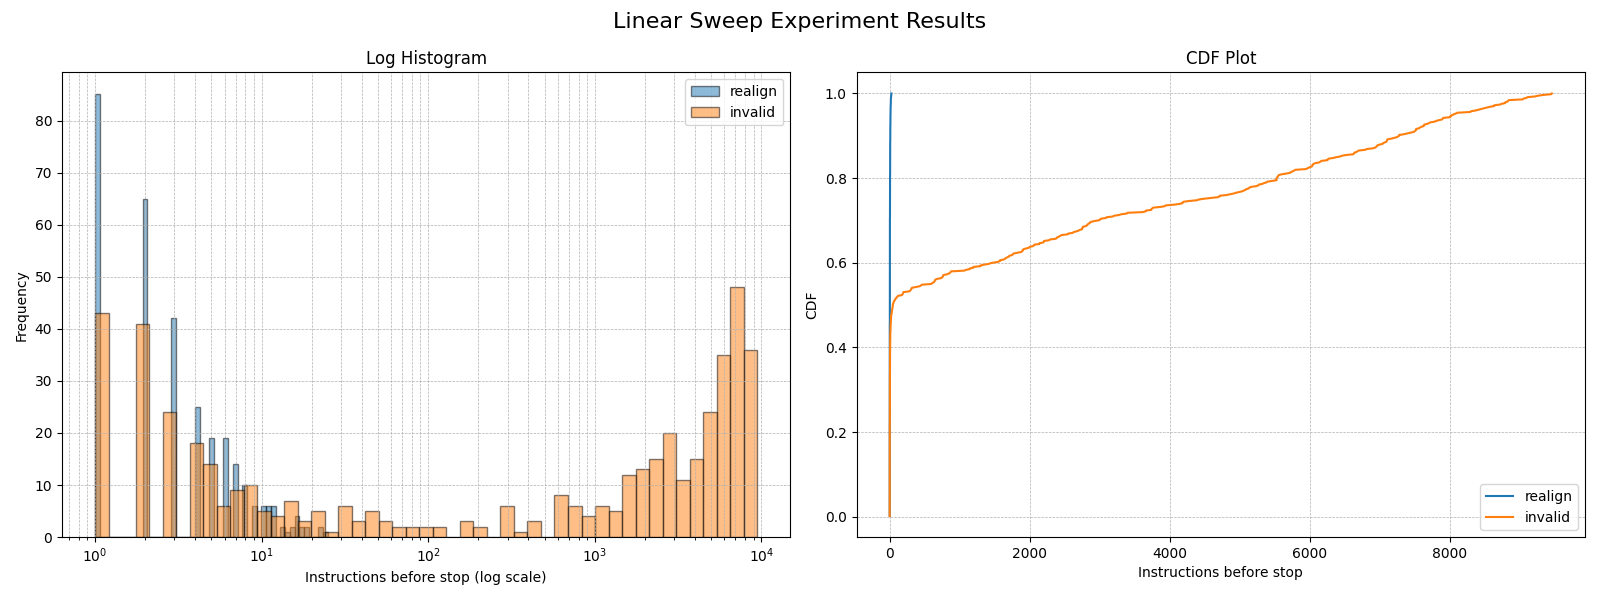 Linear Sweep Experiment Results
Log Histogram
realign
invalid
80
70
60
50
40
30
20
10
0
Frequency
10⁰
10¹
10²
10³
10⁴
Instructions before stop (log scale)
CDF Plot
1.0
0.8
0.6
0.4
0.2
0.0
CDF
realign
invalid
0
2000
4000
6000
8000
Instructions before stop